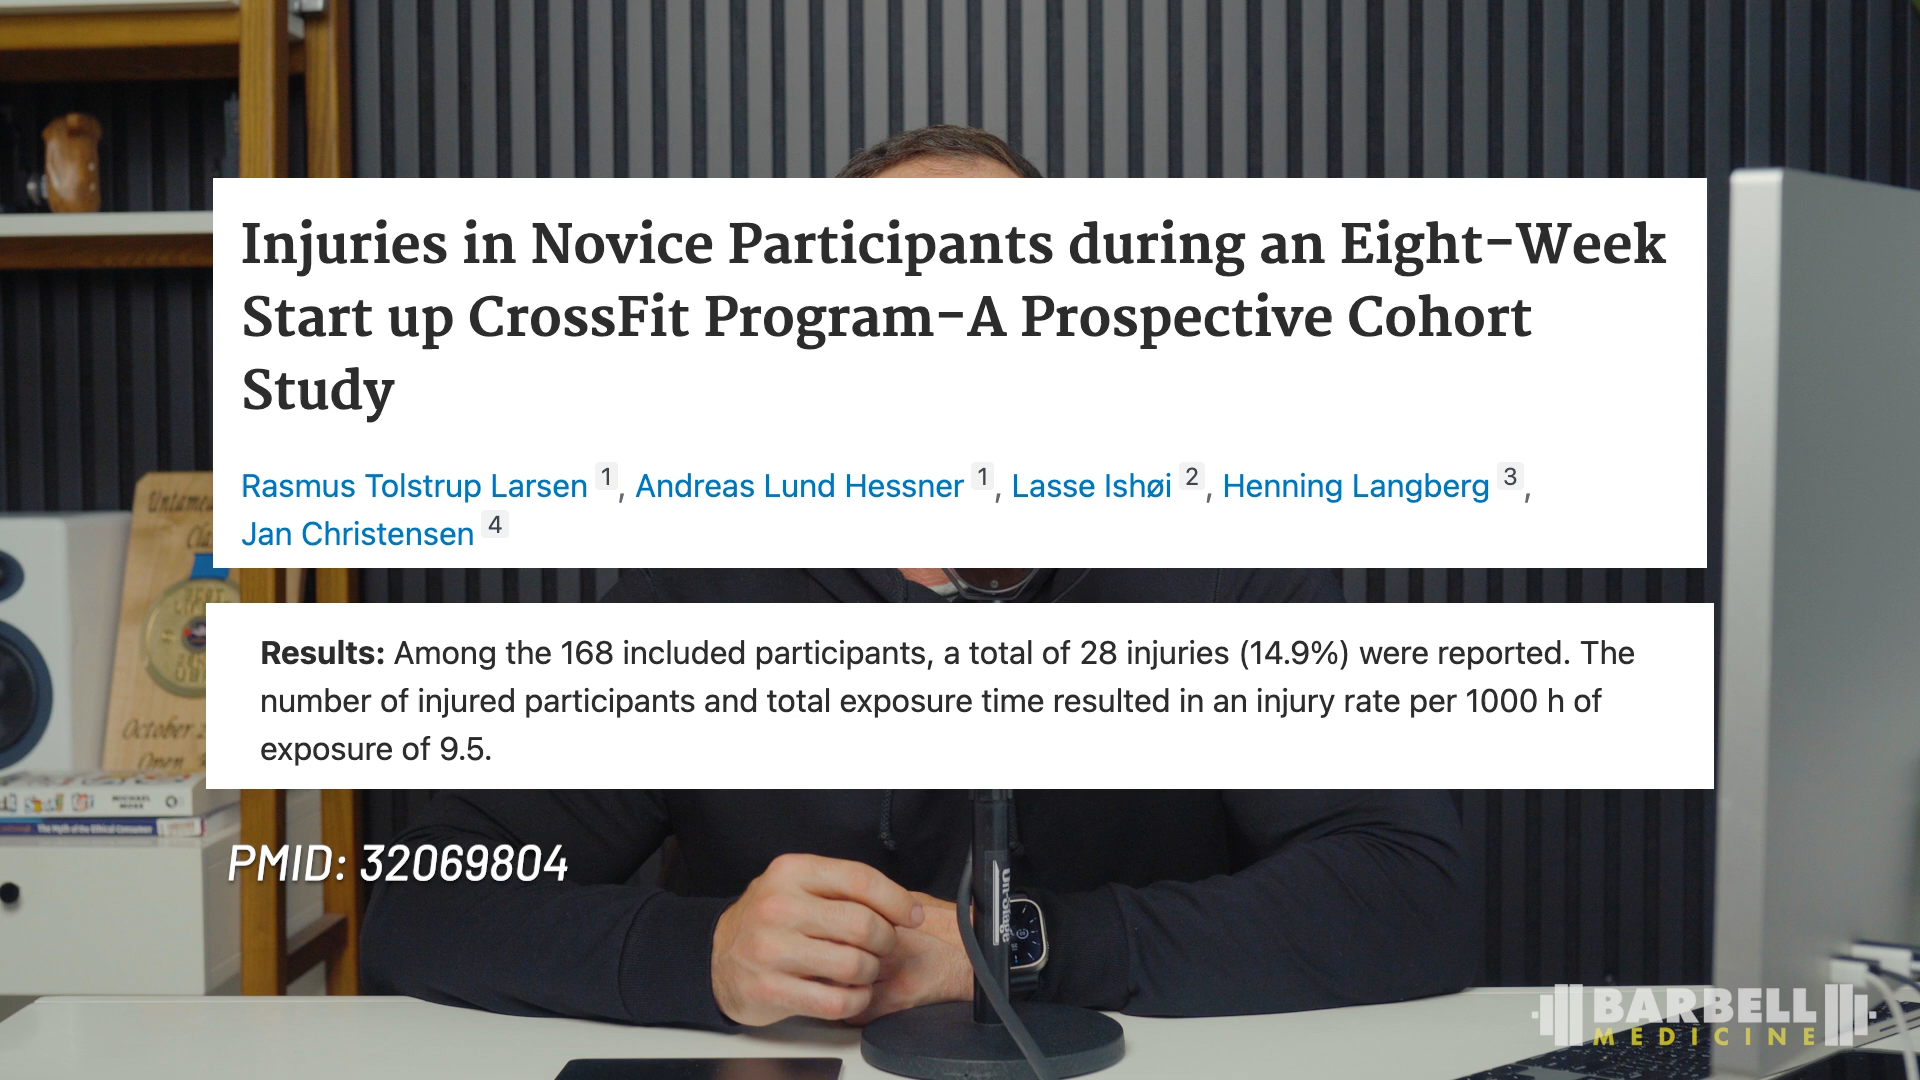 Injuries in Novice Participants during an Eight-Week
Start up CrossFit Program-A Prospective Cohort
Study
Rasmus Tolstrup Larsen 1, Andreas Lund Hessner 1, Lasse Ishøi 2, Henning Langberg 3,
Jan Christensen 4
Results: Among the 168 included participants, a total of 28 injuries (14.9%) were reported. The
number of injured participants and total exposure time resulted in an injury rate per 1000 h of
exposure of 9.5.
PMID: 32069804
October
Open
BARBELL
MEDICINE